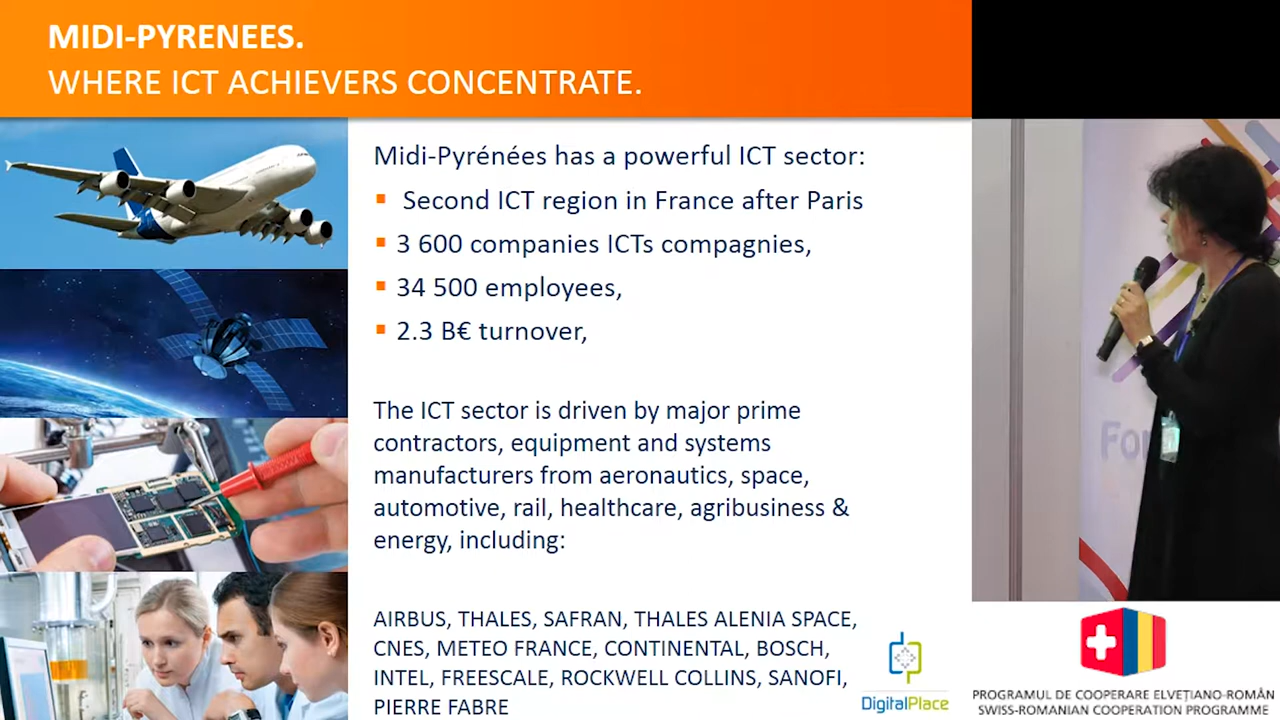 MIDI-PYRENEES.
WHERE ICT ACHIEVERS CONCENTRATE.
Midi-Pyrénées has a powerful ICT sector:
Second ICT region in France after Paris
3 600 companies ICTs compagnies,
34 500 employees,
2.3 B€ turnover,
The ICT sector is driven by major prime
contractors, equipment and systems
manufacturers from aeronautics, space,
automotive, rail, healthcare, agribusiness &
energy, including:
AIRBUS, THALES, SAFRAN, THALES ALENIA SPACE,
CNES, METEO FRANCE, CONTINENTAL, BOSCH,
INTEL, FREESCALE, ROCKWELL COLLINS, SANOFI,
PIERRE FABRE
DigitalPlace
PROGRAMUL DE COOPERARE ELVEȚIANO-ROMÂN
SWISS-ROMANIAN COOPERATION PROGRAMME